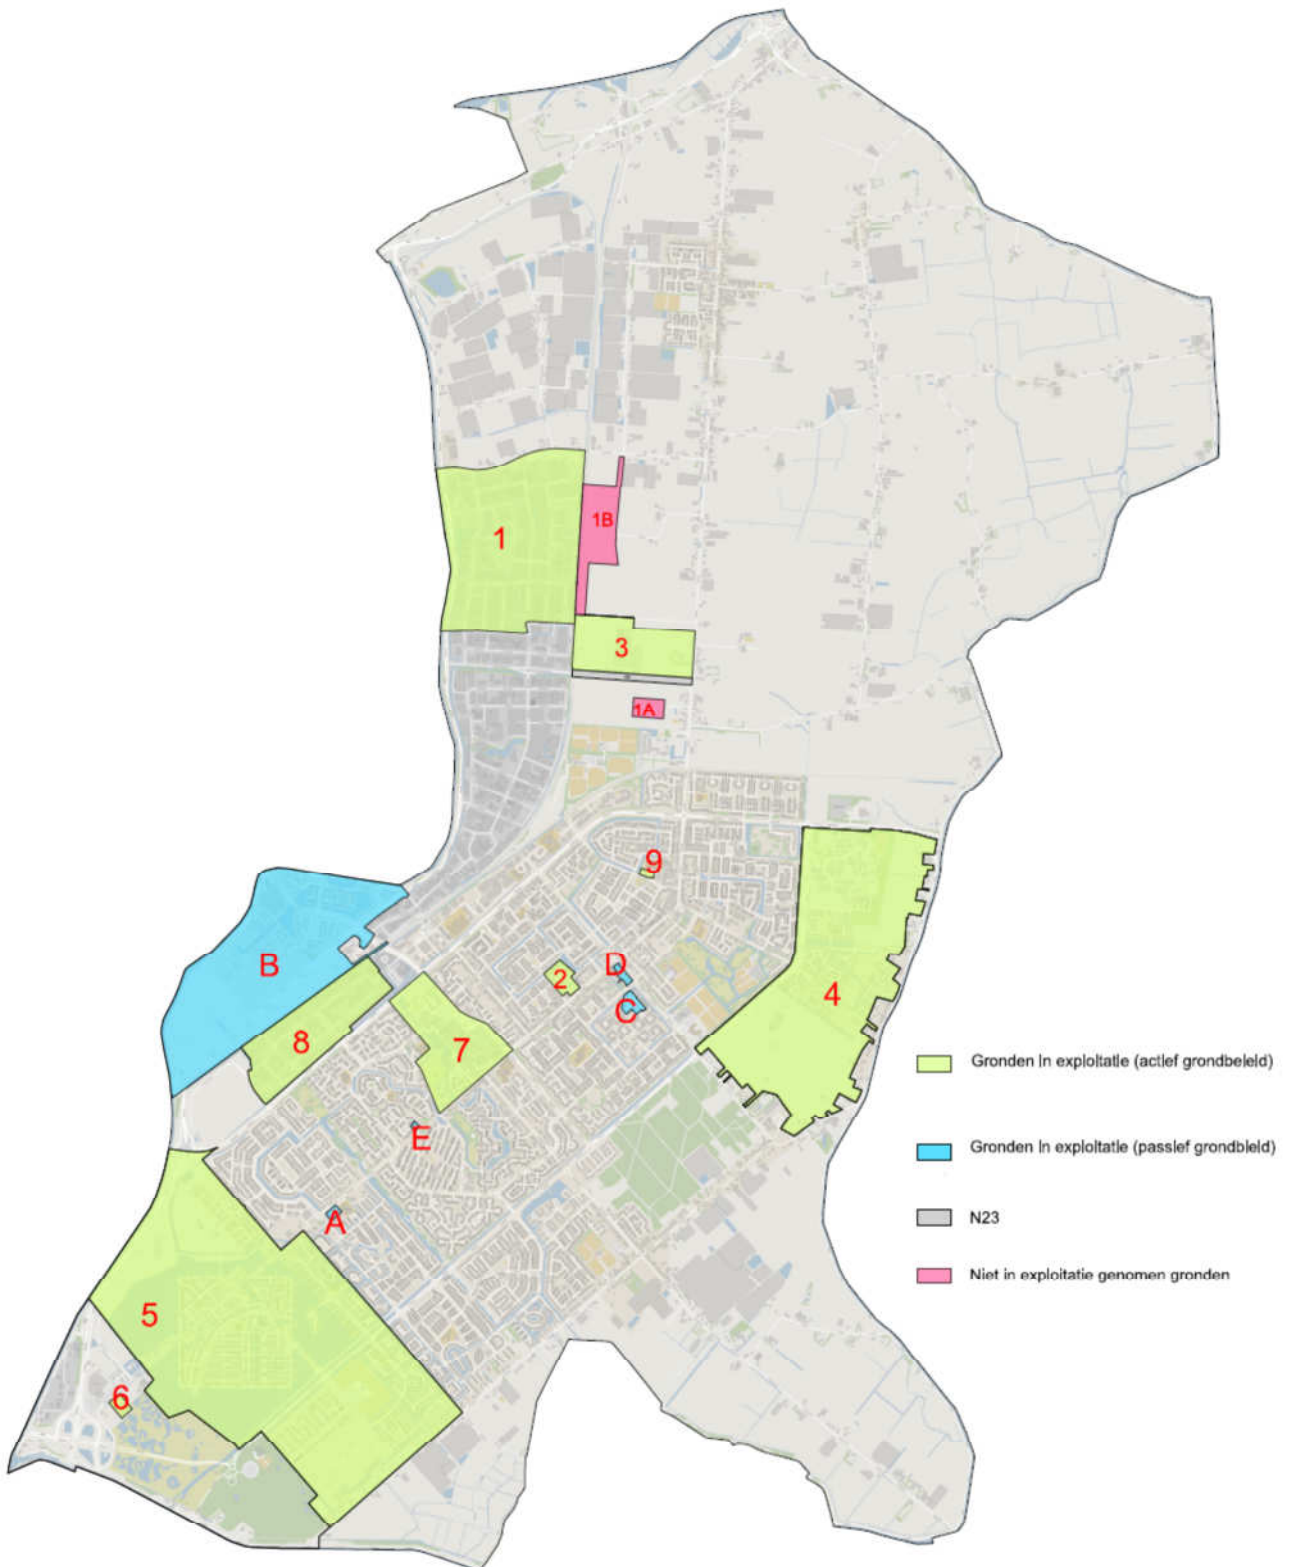 1
1B
3
1A
9
B
D
2
C
4
8
7
E
A
5
6
Gronden in exploitatie (actief grondbeleid)
Gronden in exploitatie (passief grondbleid)
N23
Niet in exploitatie genomen gronden